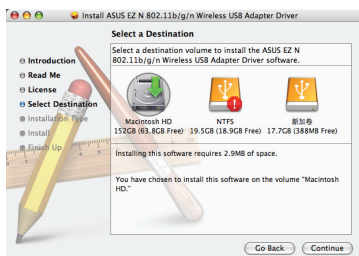 Install ASUS EZ N 802.11b/g/n Wireless USB Adapter Driver
Select a Destination
Introduction
Read Me
License
Select Destination
Installation Type
Install
Finish Up
Select a destination volume to install the ASUS EZ N
802.11b/g/n Wireless USB Adapter Driver software.
Macintosh HD
152GB (63.8GB Free)
NTFS
19.5GB (18.9GB Free)
新加卷
17.7GB (388MB Free)
Installing this software requires 2.9MB of space.
You have chosen to install this software on the volume "Macintosh
HD."
Go Back
Continue